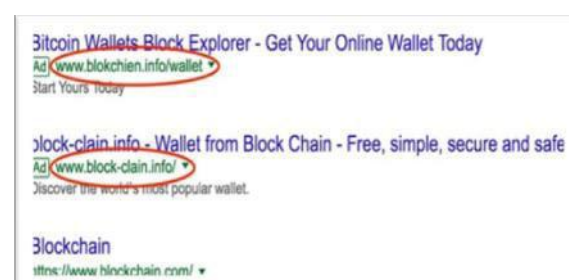 Bitcoin Wallets Block Explorer - Get Your Online Wallet Today
Ad www.blokchien.info/wallet
Start Yours Today
block-clain.info - Wallet from Block Chain - Free, simple, secure and safe
Ad www.block-clain.info/
Discover the world's most popular wallet.
Blockchain
https://www.blockchain.com/